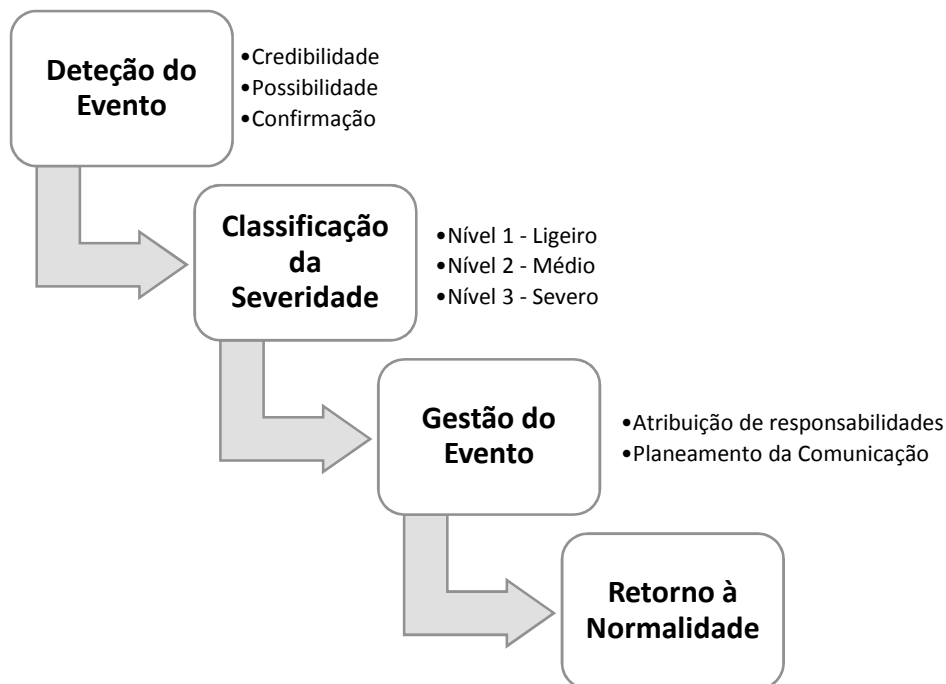 Deteção do
Evento
•Credibilidade
•Possibilidade
•Confirmação
Classificação
da
Severidade
•Nível 1 - Ligeiro
•Nível 2 - Médio
•Nível 3 - Severo
Gestão do
Evento
•Atribuição de responsabilidades
•Planeamento da Comunicação
Retorno à
Normalidade